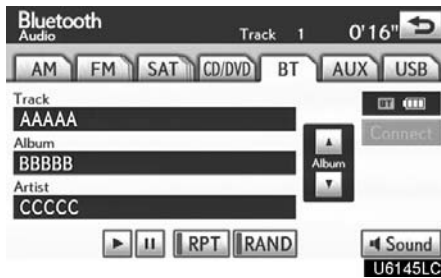 Bluetooth
Audio Track 1 0'16"
AM FM SAT CD/DVD BT AUX USB
Track
AAAAA
BT
Connect
Album
BBBBB
Album
Artist
CCCCC
RPT RAND Sound
U6145LC